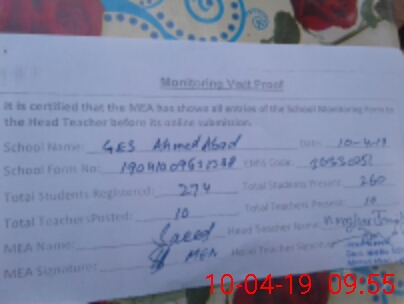 Monitoring Visit Proof
It is certified that the MEA has shown all entries of the School Monitoring Form to
the Head Teacher before its online submission.
School Name: GES Ahmed Abad Date: 10-4-19
School Form No: EMIS Code:
Total Students Registered: 274 Total Students Present: 260
Total Teachers Posted: 10 Total Teachers Present: 10
MEA Name: Saeed Head Teacher Name:
MEA Signature: MEA Head Teacher Signature:
10-04-19 09:55